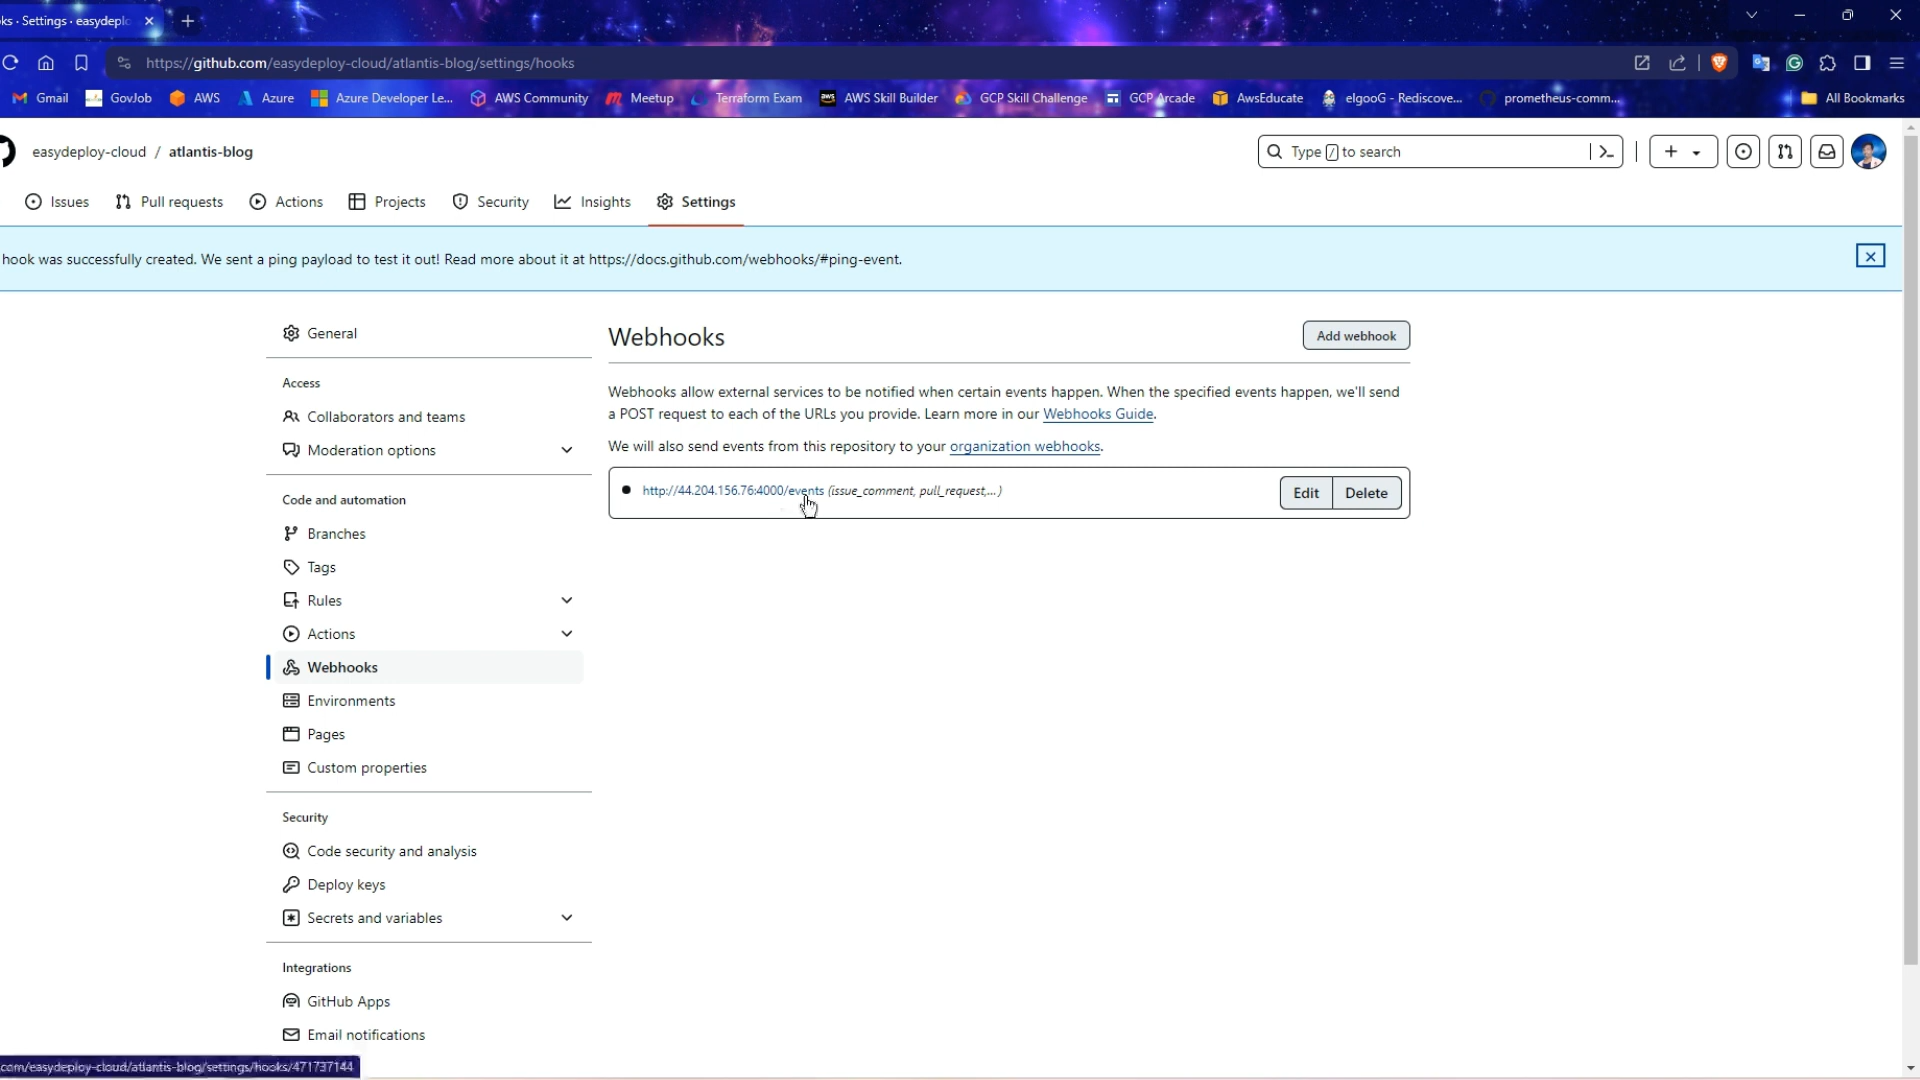 ks · Settings · easydepl
https://github.com/easydeploy-cloud/atlantis-blog/settings/hooks
Gmail GovJob AWS Azure Azure Developer Le... AWS Community Meetup Terraform Exam AWS Skill Builder GCP Skill Challenge GCP Arcade AwsEducate elgooG - Rediscove... prometheus-comm... All Bookmarks
easydeploy-cloud / atlantis-blog
Type / to search
Issues Pull requests Actions Projects Security Insights Settings
hook was successfully created. We sent a ping payload to test it out! Read more about it at https://docs.github.com/webhooks/#ping-event.
General
Access
Collaborators and teams
Moderation options
Code and automation
Branches
Tags
Rules
Actions
Webhooks
Environments
Pages
Custom properties
Security
Code security and analysis
Deploy keys
Secrets and variables
Integrations
GitHub Apps
Email notifications
Webhooks
Add webhook
Webhooks allow external services to be notified when certain events happen. When the specified events happen, we'll send
a POST request to each of the URLs you provide. Learn more in our Webhooks Guide.
We will also send events from this repository to your organization webhooks.
http://44.204.156.76:4000/events (issue_comment, pull_request,...)
Edit Delete
com/easydeploy-cloud/atlantis-blog/settings/hooks/471737144